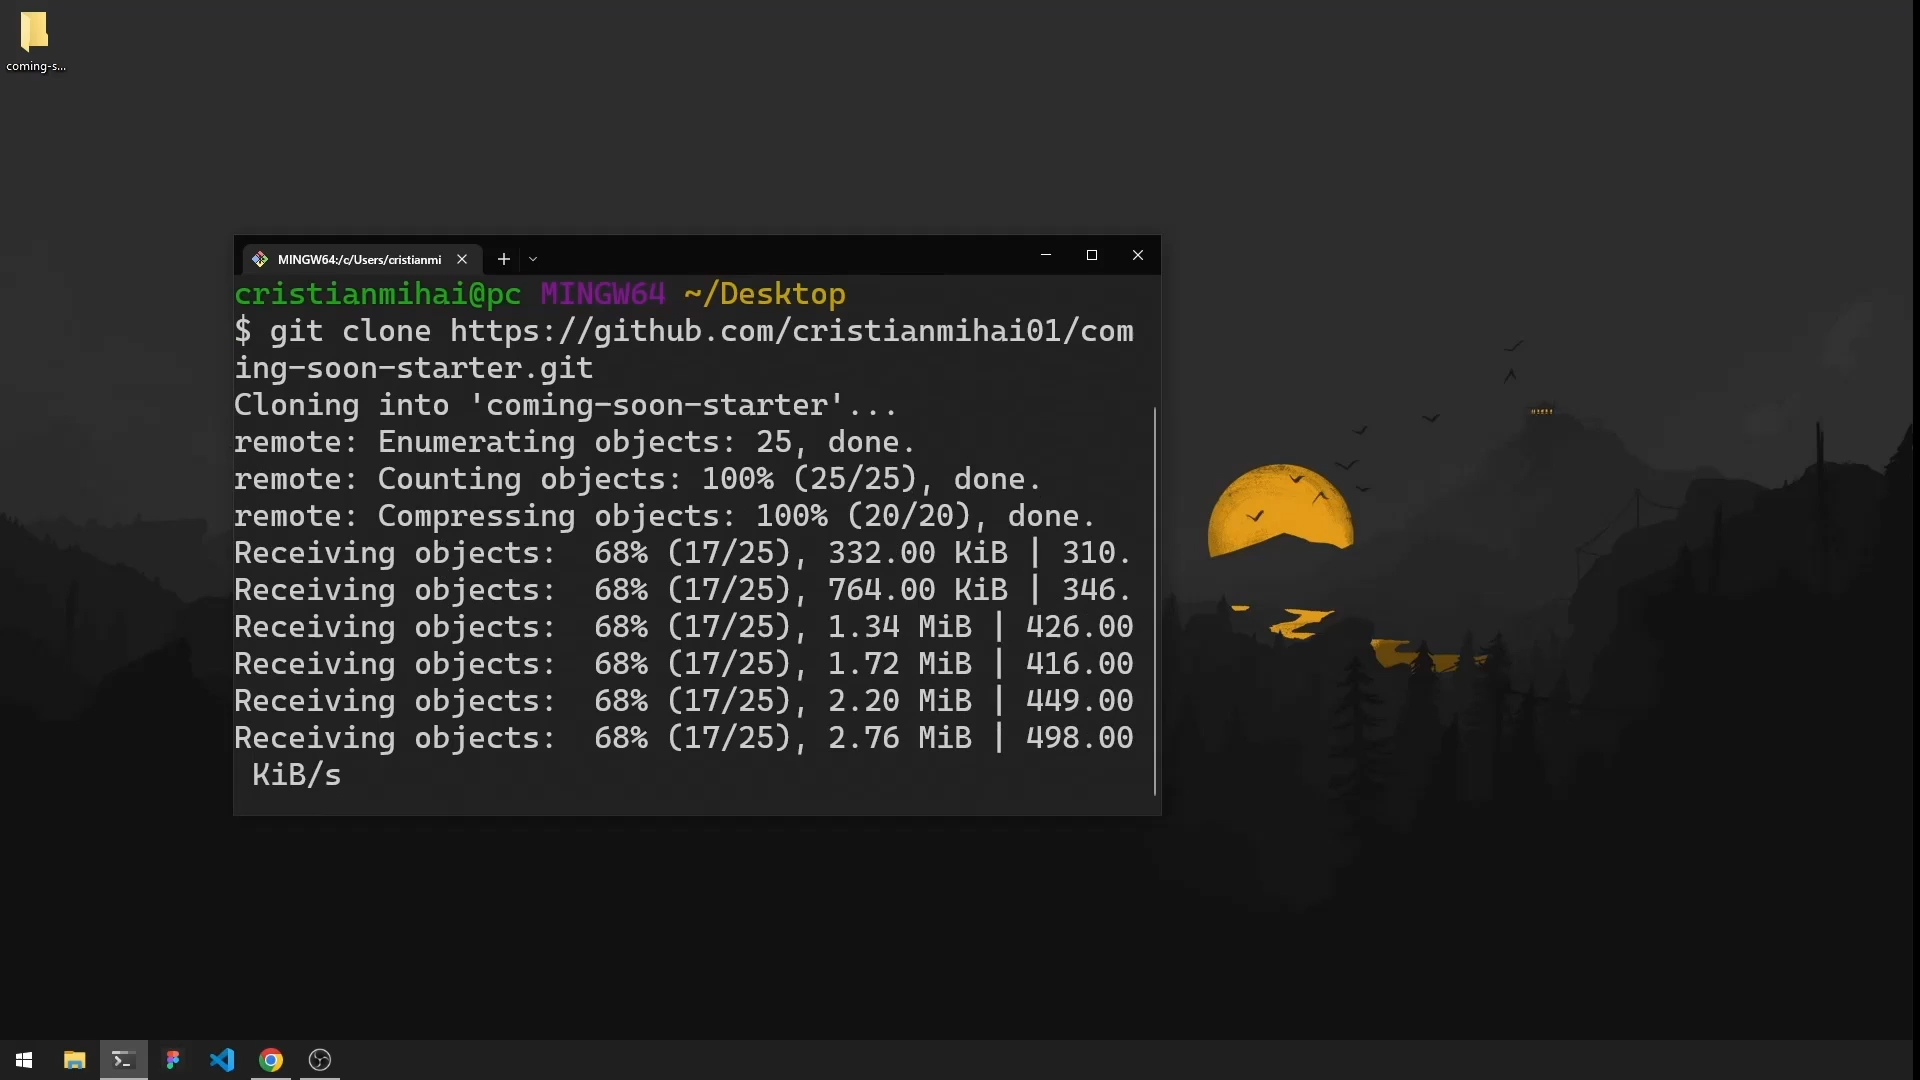 coming-s...
MINGW64:/c/Users/cristianmi
cristianmihai@pc MINGW64 ~/Desktop
$ git clone https://github.com/cristianmihai01/com
ing-soon-starter.git
Cloning into 'coming-soon-starter'...
remote: Enumerating objects: 25, done.
remote: Counting objects: 100% (25/25), done.
remote: Compressing objects: 100% (20/20), done.
Receiving objects:  68% (17/25), 332.00 KiB | 310.
Receiving objects:  68% (17/25), 764.00 KiB | 346.
Receiving objects:  68% (17/25), 1.34 MiB | 426.00
Receiving objects:  68% (17/25), 1.72 MiB | 416.00
Receiving objects:  68% (17/25), 2.20 MiB | 449.00
Receiving objects:  68% (17/25), 2.76 MiB | 498.00
 KiB/s